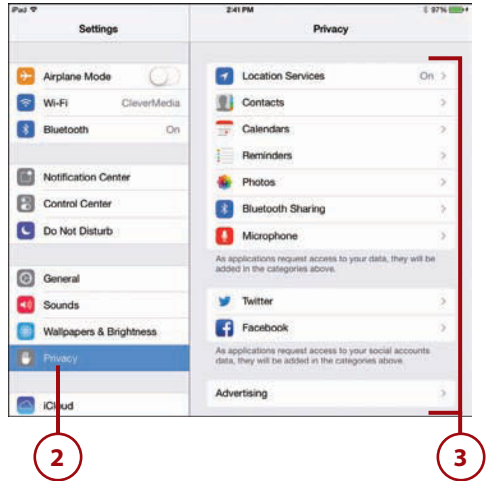 iPad 2:41 PM 97%
Settings
Privacy
Airplane Mode
Wi-Fi CleverMedia
Bluetooth On
Notification Center
Control Center
Do Not Disturb
General
Sounds
Wallpapers & Brightness
Privacy
iCloud
Location Services On
Contacts
Calendars
Reminders
Photos
Bluetooth Sharing
Microphone
As applications request access to your data, they will be
added in the categories above.
Twitter
Facebook
As applications request access to your social accounts
data, they will be added in the categories above.
Advertising
2
3